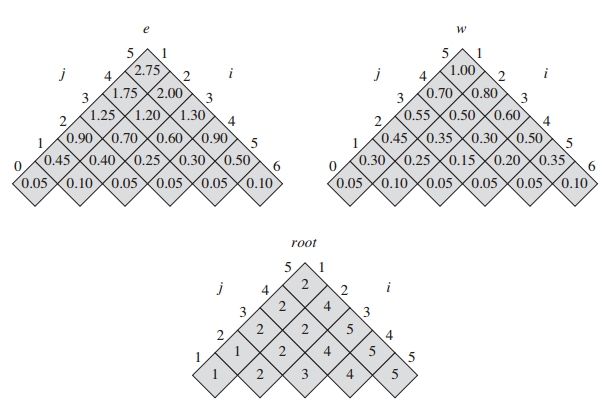 e
5 1
j 4 2.75 2 i
3 1.75 2.00 3
2 1.25 1.20 1.30 4
1 0.90 0.70 0.60 0.90 5
0 0.45 0.40 0.25 0.30 0.50 6
0.05 0.10 0.05 0.05 0.05 0.10
w
5 1
j 4 1.00 2 i
3 0.70 0.80 3
2 0.55 0.50 0.60 4
1 0.45 0.35 0.30 0.50 5
0 0.30 0.25 0.15 0.20 0.35 6
0.05 0.10 0.05 0.05 0.05 0.10
root
5 1
j 4 2 2 i
3 2 4 3
2 2 2 5 4
1 1 2 4 5 5
1 2 3 4 5